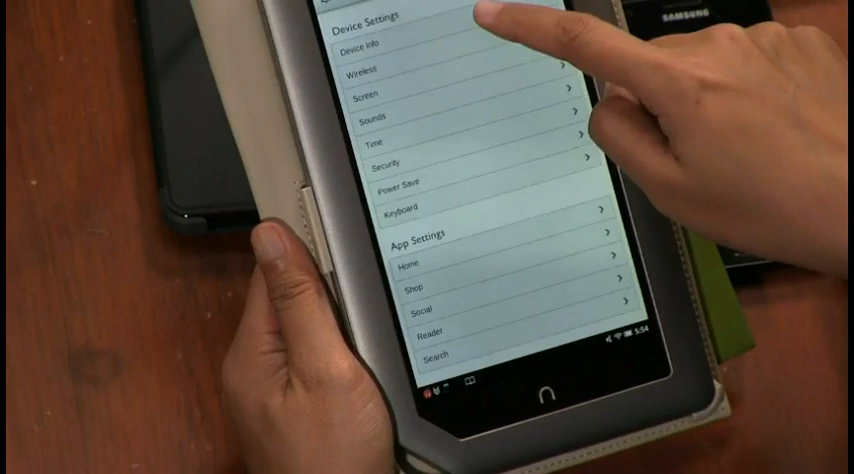 SAMSUNG
Device Settings
Device Info
Wireless
Screen
Sounds
Time
Security
Power Save
Keyboard
App Settings
Home
Shop
Social
Reader
Search
5:54